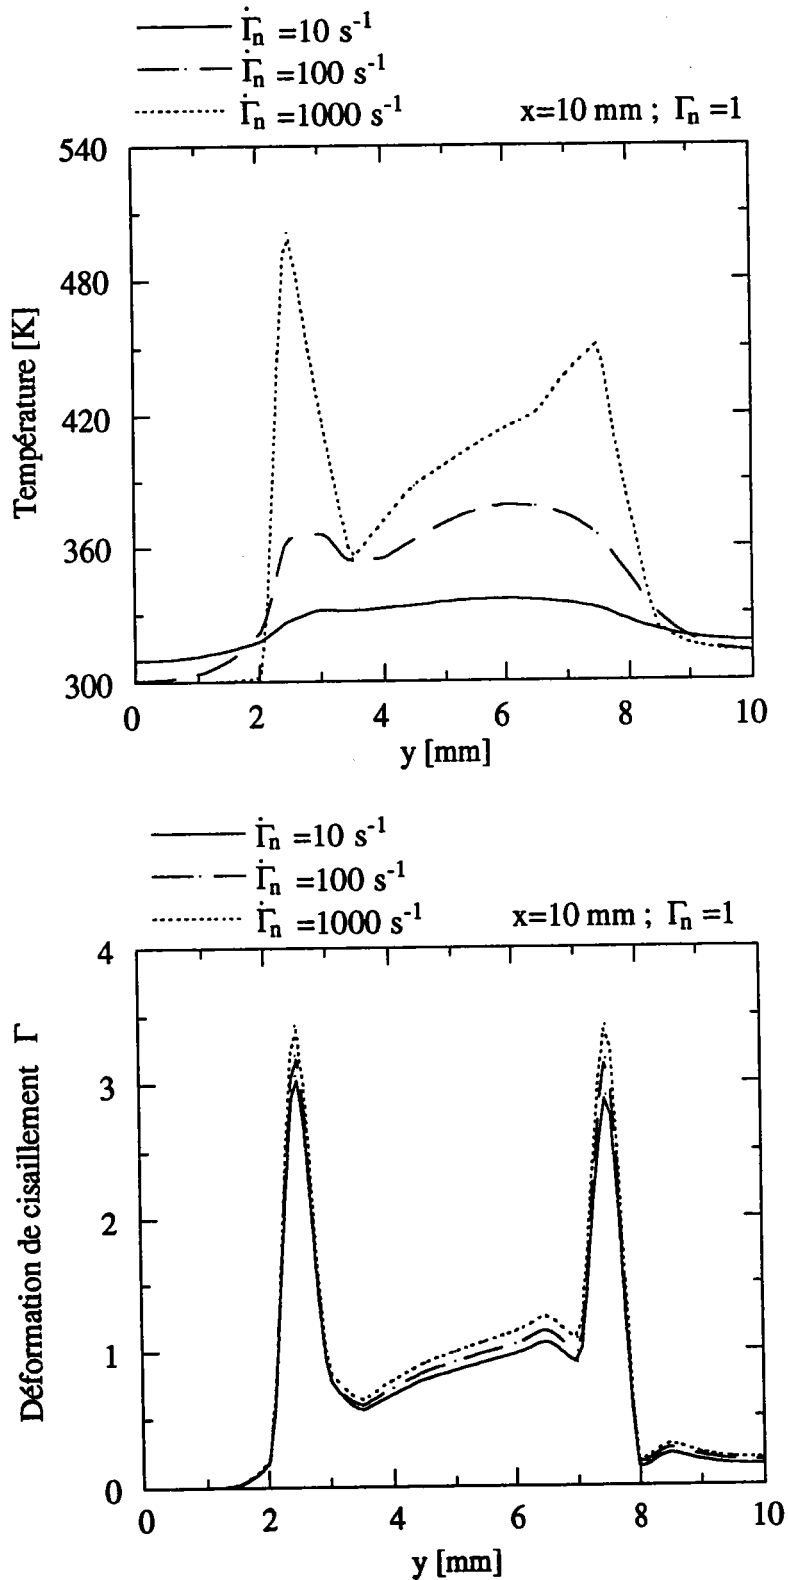 Γ̇n =10 s-1
Γ̇n =100 s-1
Γ̇n =1000 s-1
x=10 mm ; Γn =1
540
480
420
360
300
Température [K]
0 2 4 6 8 10
y [mm]
Γ̇n =10 s-1
Γ̇n =100 s-1
Γ̇n =1000 s-1
x=10 mm ; Γn =1
4
3
2
1
0
Déformation de cisaillement Γ
0 2 4 6 8 10
y [mm]